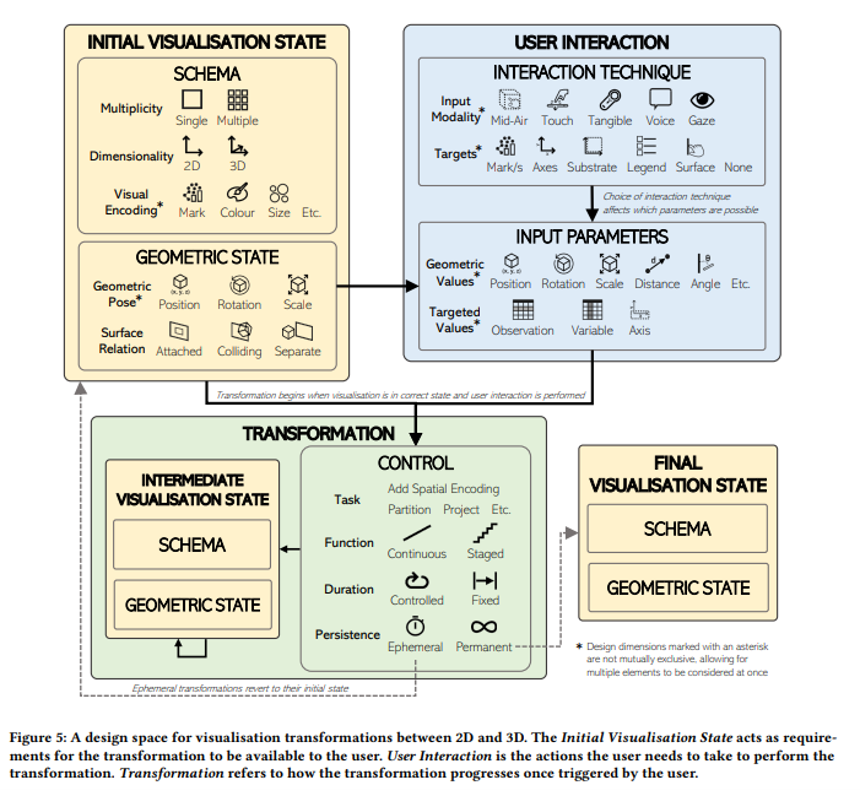 INITIAL VISUALISATION STATE
SCHEMA
Multiplicity
Single Multiple
Dimensionality
2D 3D
Visual
Encoding*
Mark Colour Size Etc.
GEOMETRIC STATE
Geometric
Pose*
(x, y, z)
Position Rotation Scale
Surface
Relation
Attached Colliding Separate
USER INTERACTION
INTERACTION TECHNIQUE
Input
Modality*
Mid-Air Touch Tangible Voice Gaze
Targets*
Mark/s Axes Substrate Legend Surface None
Choice of interaction technique
affects which parameters are possible
INPUT PARAMETERS
Geometric
Values*
(x, y, z) d θ
Position Rotation Scale Distance Angle Etc.
Targeted
Values*
Observation Variable Axis
Transformation begins when visualisation is in correct state and user interaction is performed
TRANSFORMATION
INTERMEDIATE
VISUALISATION STATE
SCHEMA
GEOMETRIC STATE
CONTROL
Task
Add Spatial Encoding
Partition Project Etc.
Function
Continuous Staged
Duration
Controlled Fixed
Persistence
Ephemeral Permanent
Ephemeral transformations revert to their initial state
FINAL
VISUALISATION STATE
SCHEMA
GEOMETRIC STATE
* Design dimensions marked with an asterisk
are not mutually exclusive, allowing for
multiple elements to be considered at once
Figure 5: A design space for visualisation transformations between 2D and 3D. The Initial Visualisation State acts as require-
ments for the transformation to be available to the user. User Interaction is the actions the user needs to take to perform the
transformation. Transformation refers to how the transformation progresses once triggered by the user.